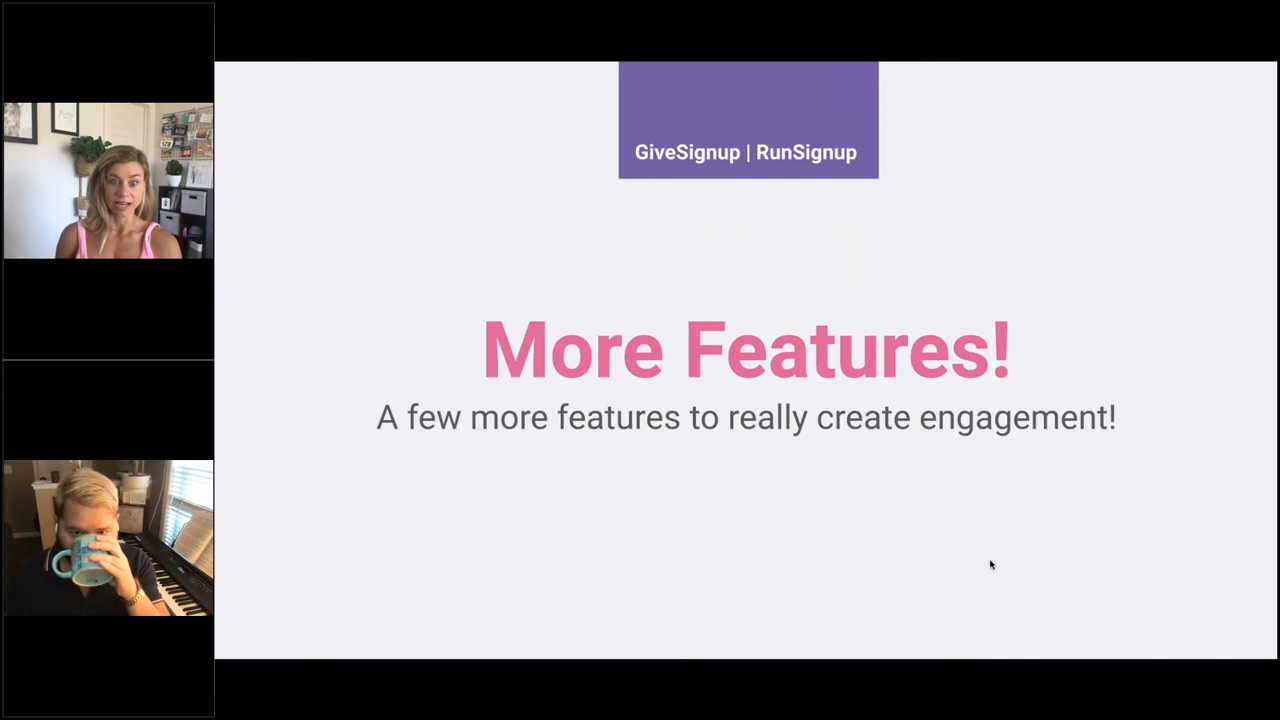 GiveSignup | RunSignup
More Features!
A few more features to really create engagement!